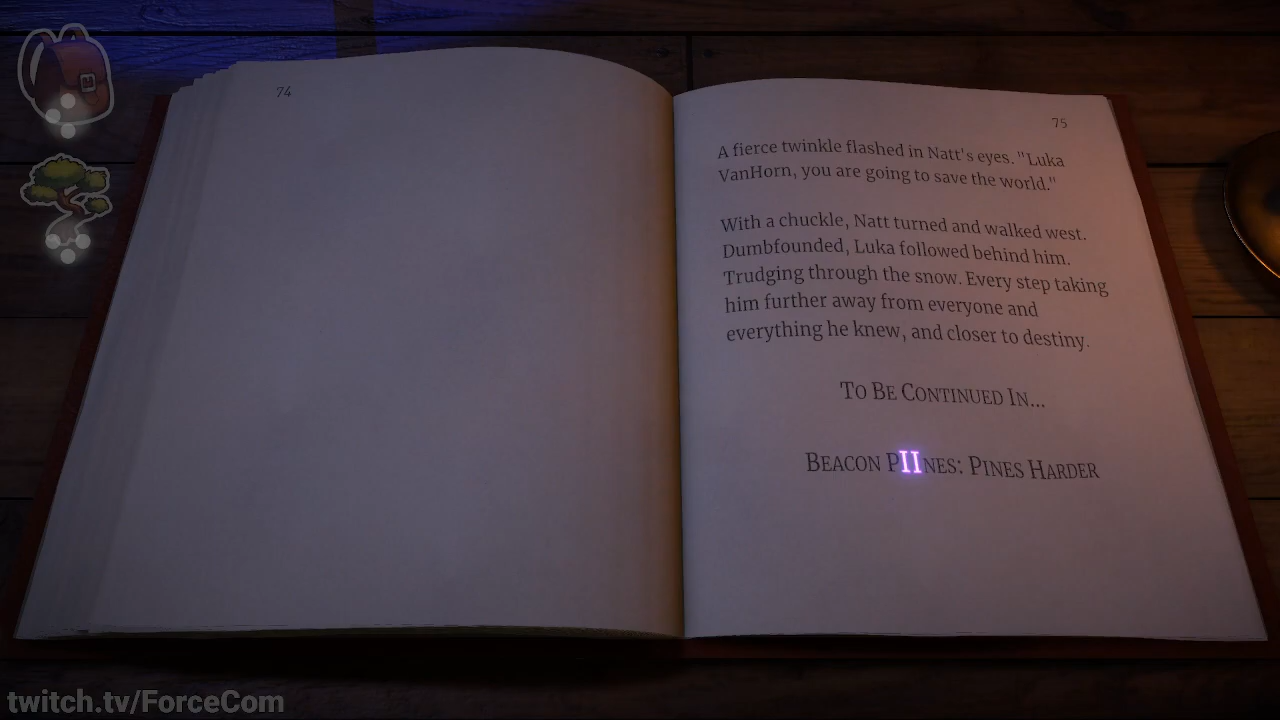 74
75
A fierce twinkle flashed in Natt's eyes. "Luka
VanHorn, you are going to save the world."
With a chuckle, Natt turned and walked west.
Dumbfounded, Luka followed behind him.
Trudging through the snow. Every step taking
him further away from everyone and
everything he knew, and closer to destiny.
To Be Continued In...
Beacon PIInes: Pines Harder
twitch.tv/ForceCom